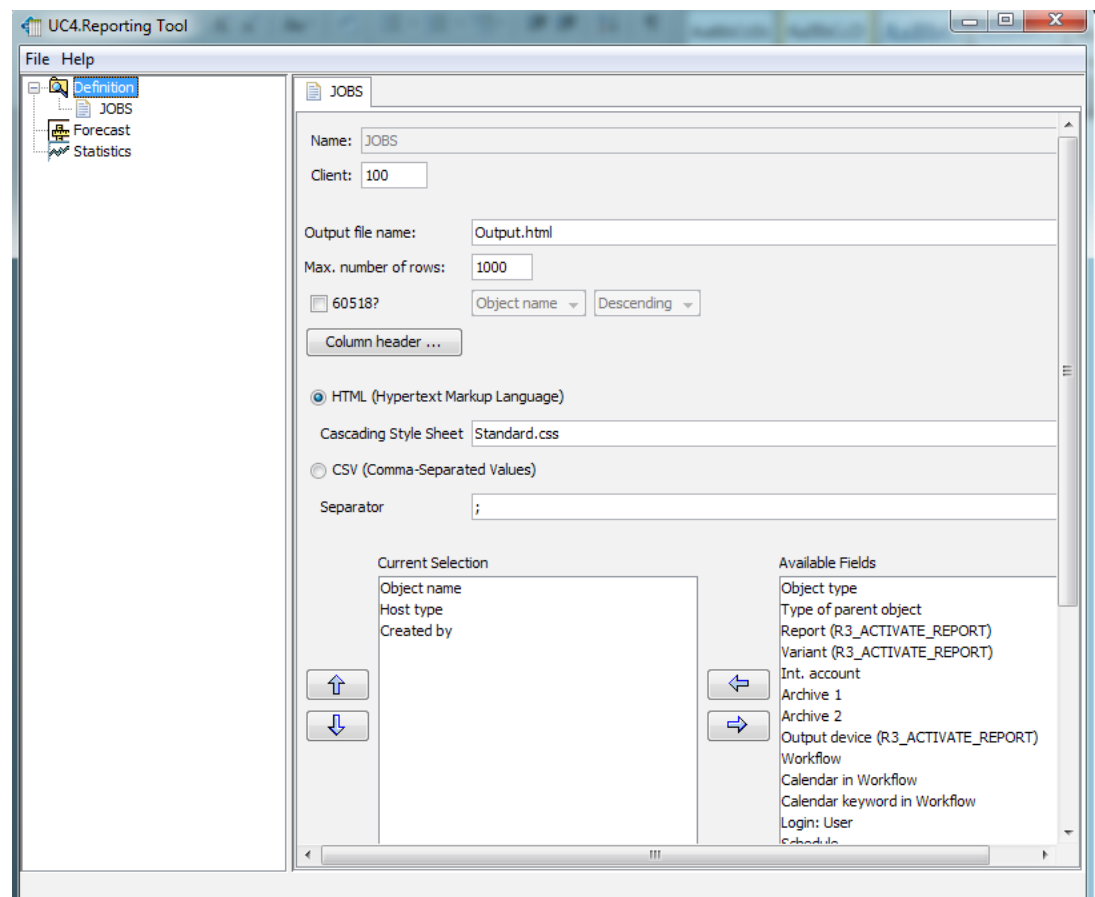 UC4.Reporting Tool
File Help
Definition
JOBS
Forecast
Statistics
JOBS
Name: JOBS
Client: 100
Output file name: Output.html
Max. number of rows: 1000
60518? Object name Descending
Column header ...
HTML (Hypertext Markup Language)
Cascading Style Sheet Standard.css
CSV (Comma-Separated Values)
Separator ;
Current Selection
Object name
Host type
Created by
Available Fields
Object type
Type of parent object
Report (R3_ACTIVATE_REPORT)
Variant (R3_ACTIVATE_REPORT)
Int. account
Archive 1
Archive 2
Output device (R3_ACTIVATE_REPORT)
Workflow
Calendar in Workflow
Calendar keyword in Workflow
Login: User
Schedule